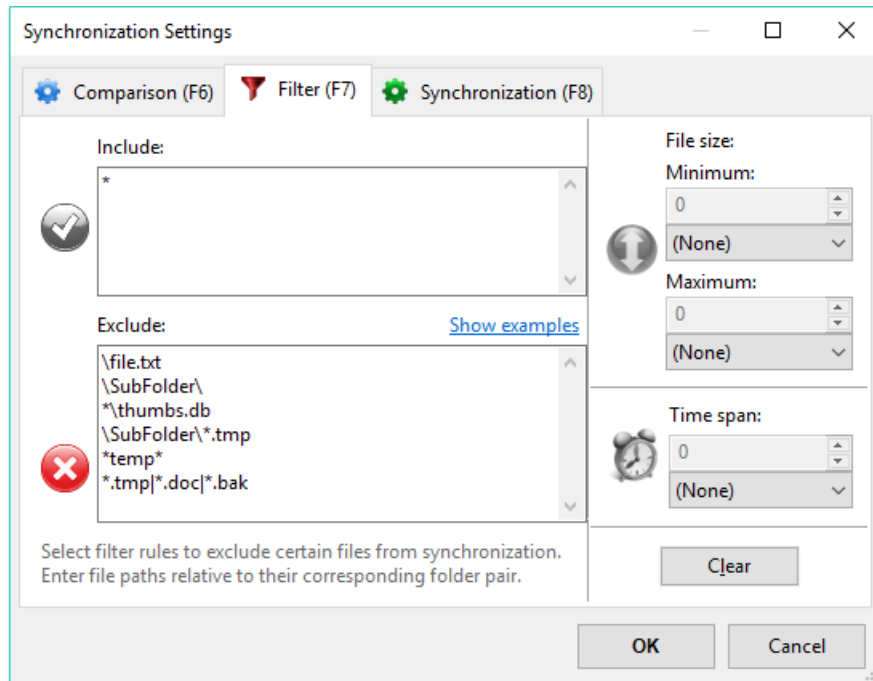 Synchronization Settings
Comparison (F6)
Filter (F7)
Synchronization (F8)
Include:
*
Exclude:
Show examples
\file.txt
\SubFolder\
*\thumbs.db
\SubFolder\*.tmp
*temp*
*.tmp|*.doc|*.bak
Select filter rules to exclude certain files from synchronization.
Enter file paths relative to their corresponding folder pair.
File size:
Minimum:
0
(None)
Maximum:
0
(None)
Time span:
0
(None)
Clear
OK
Cancel